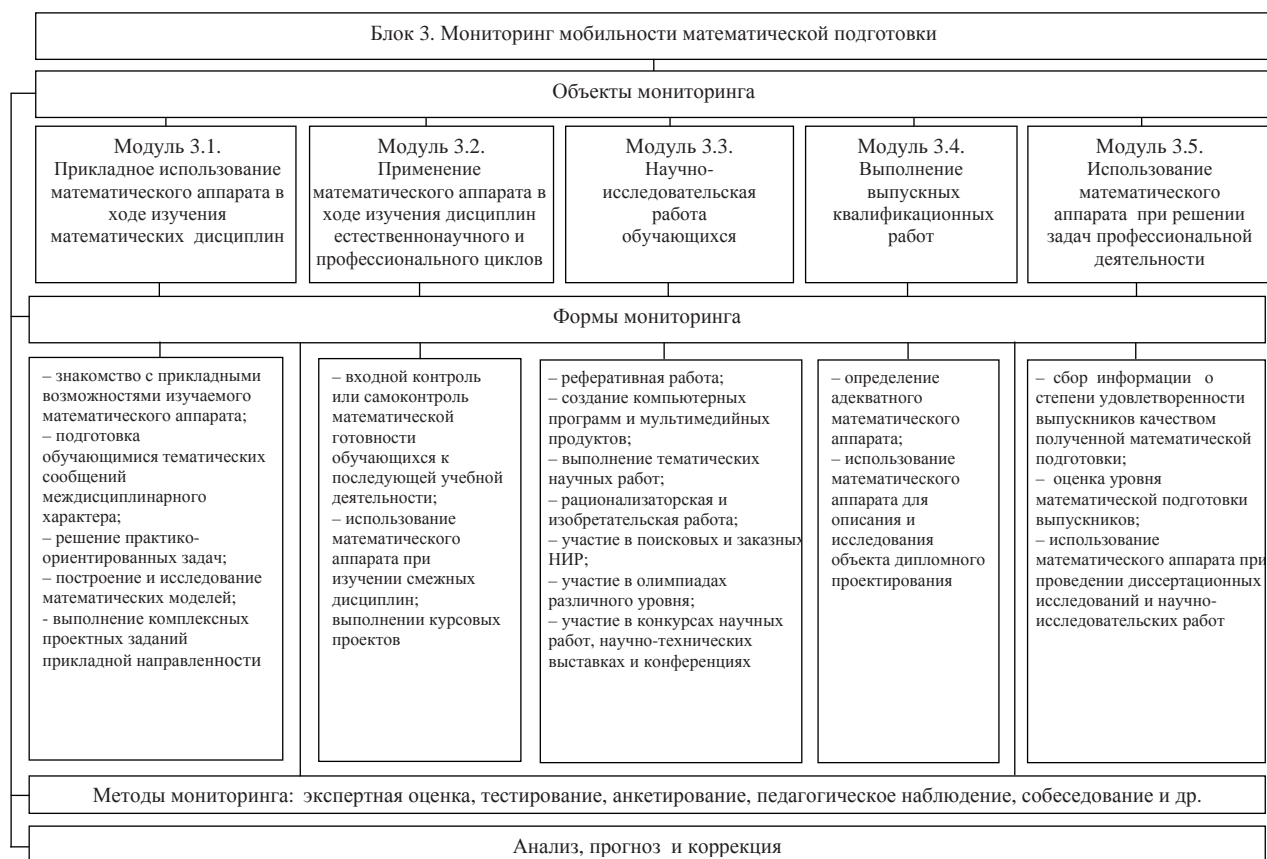 Блок 3. Мониторинг мобильности математической подготовки
Объекты мониторинга
Модуль 3.1.
Прикладное использование
математического аппарата в
ходе изучения
математических дисциплин
Модуль 3.2.
Применение
математического аппарата в
ходе изучения дисциплин
естественнонаучного и
профессионального циклов
Модуль 3.3.
Научно-
исследовательская
работа
обучающихся
Модуль 3.4.
Выполнение
выпускных
квалификационных
работ
Модуль 3.5.
Использование
математического
аппарата при решении
задач профессиональной
деятельности
Формы мониторинга
– знакомство с прикладными
возможностями изучаемого
математического аппарата;
– подготовка
обучающимися тематических
сообщений
междисциплинарного
характера;
– решение практико-
ориентированных задач;
– построение и исследование
математических моделей;
- выполнение комплексных
проектных заданий
прикладной направленности
– входной контроль
или самоконтроль
математической
готовности
обучающихся к
последующей учебной
деятельности;
– использование
математического
аппарата при
изучении смежных
дисциплин;
выполнении курсовых
проектов
– реферативная работа;
– создание компьютерных
программ и мультимедийных
продуктов;
– выполнение тематических
научных работ;
– рационализаторская и
изобретательская работа;
– участие в поисковых и заказных
НИР;
– участие в олимпиадах
различного уровня;
– участие в конкурсах научных
работ, научно-технических
выставках и конференциях
– определение
адекватного
математического
аппарата;
– использование
математического
аппарата для
описания и
исследования
объекта дипломного
проектирования
– сбор информации о
степени удовлетворенности
выпускников качеством
полученной математической
подготовки;
– оценка уровня
математической подготовки
выпускников;
– использование
математического аппарата при
проведении диссертационных
исследований и научно-
исследовательских работ
Методы мониторинга: экспертная оценка, тестирование, анкетирование, педагогическое наблюдение, собеседование и др.
Анализ, прогноз и коррекция